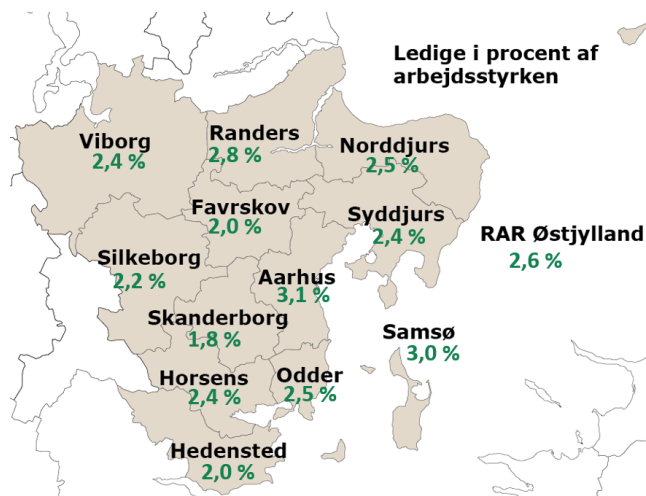 Ledige i procent af
arbejdsstyrken
Viborg
2,4 %
Randers
2,8 %
Norddjurs
2,5 %
Favrskov
2,0 %
Syddjurs
2,4 %
RAR Østjylland
2,6 %
Silkeborg
2,2 %
Aarhus
3,1 %
Skanderborg
1,8 %
Samsø
3,0 %
Horsens
2,4 %
Odder
2,5 %
Hedensted
2,0 %